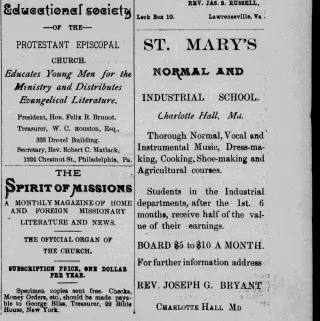 Educational society
—OF THE—
PROTESTANT EPISCOPAL
CHURCH.
Educates Young Men for the
Ministry and Distributes
Evangelical Literature.
President, Hon. Felix R. Brunot.
Treasurer, W. C. Houston, Esq.,
323 Drexel Building.
Secretary, Rev. Robert C. Matlack,
1224 Chestnut St., Philadelphia, Pa.
THE
SPIRIT OF MISSIONS
A MONTHLY MAGAZINE OF HOME
AND FOREIGN MISSIONARY
LITERATURE AND NEWS.
THE OFFICIAL ORGAN OF
THE CHURCH.
SUBSCRIPTION PRICE, ONE DOLLAR
PER YEAR.
Specimen copies sent free. Checks,
Money Orders, etc., should be made paya-
ble to George Bliss, Treasurer, 22 Bible
House, New York.
REV. JAS. S. RUSSELL,
Lock Box 10. Lawrenceville, Va.
ST. MARY'S
NORMAL AND
INDUSTRIAL SCHOOL.
Charlotte Hall, Md.
Thorough Normal, Vocal and
Instrumental Music, Dress-ma-
king, Cooking, Shoe-making and
Agricultural courses.
Students in the Industrial
departments, after the 1st. 6
months, receive half of the val-
ue of their earnings.
BOARD $5 to $10 A MONTH.
For further information address
REV. JOSEPH G. BRYANT
CHARLOTTE HALL MD